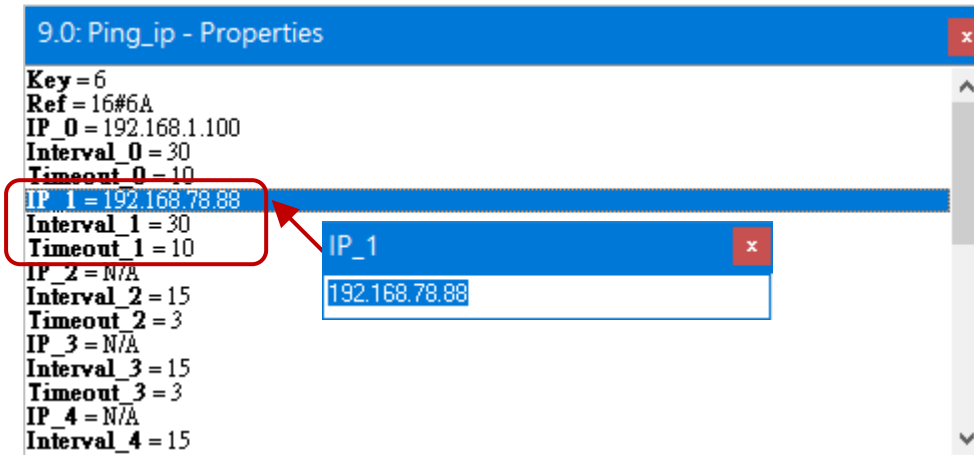 9.0: Ping_ip - Properties
x
Key = 6
Ref = 16#6A
IP_0 = 192.168.1.100
Interval_0 = 30
Timeout_0 = 10
IP_1 = 192.168.78.88
Interval_1 = 30
Timeout_1 = 10
IP_2 = N/A
Interval_2 = 15
Timeout_2 = 3
IP_3 = N/A
Interval_3 = 15
Timeout_3 = 3
IP_4 = N/A
Interval_4 = 15
IP_1
x
192.168.78.88